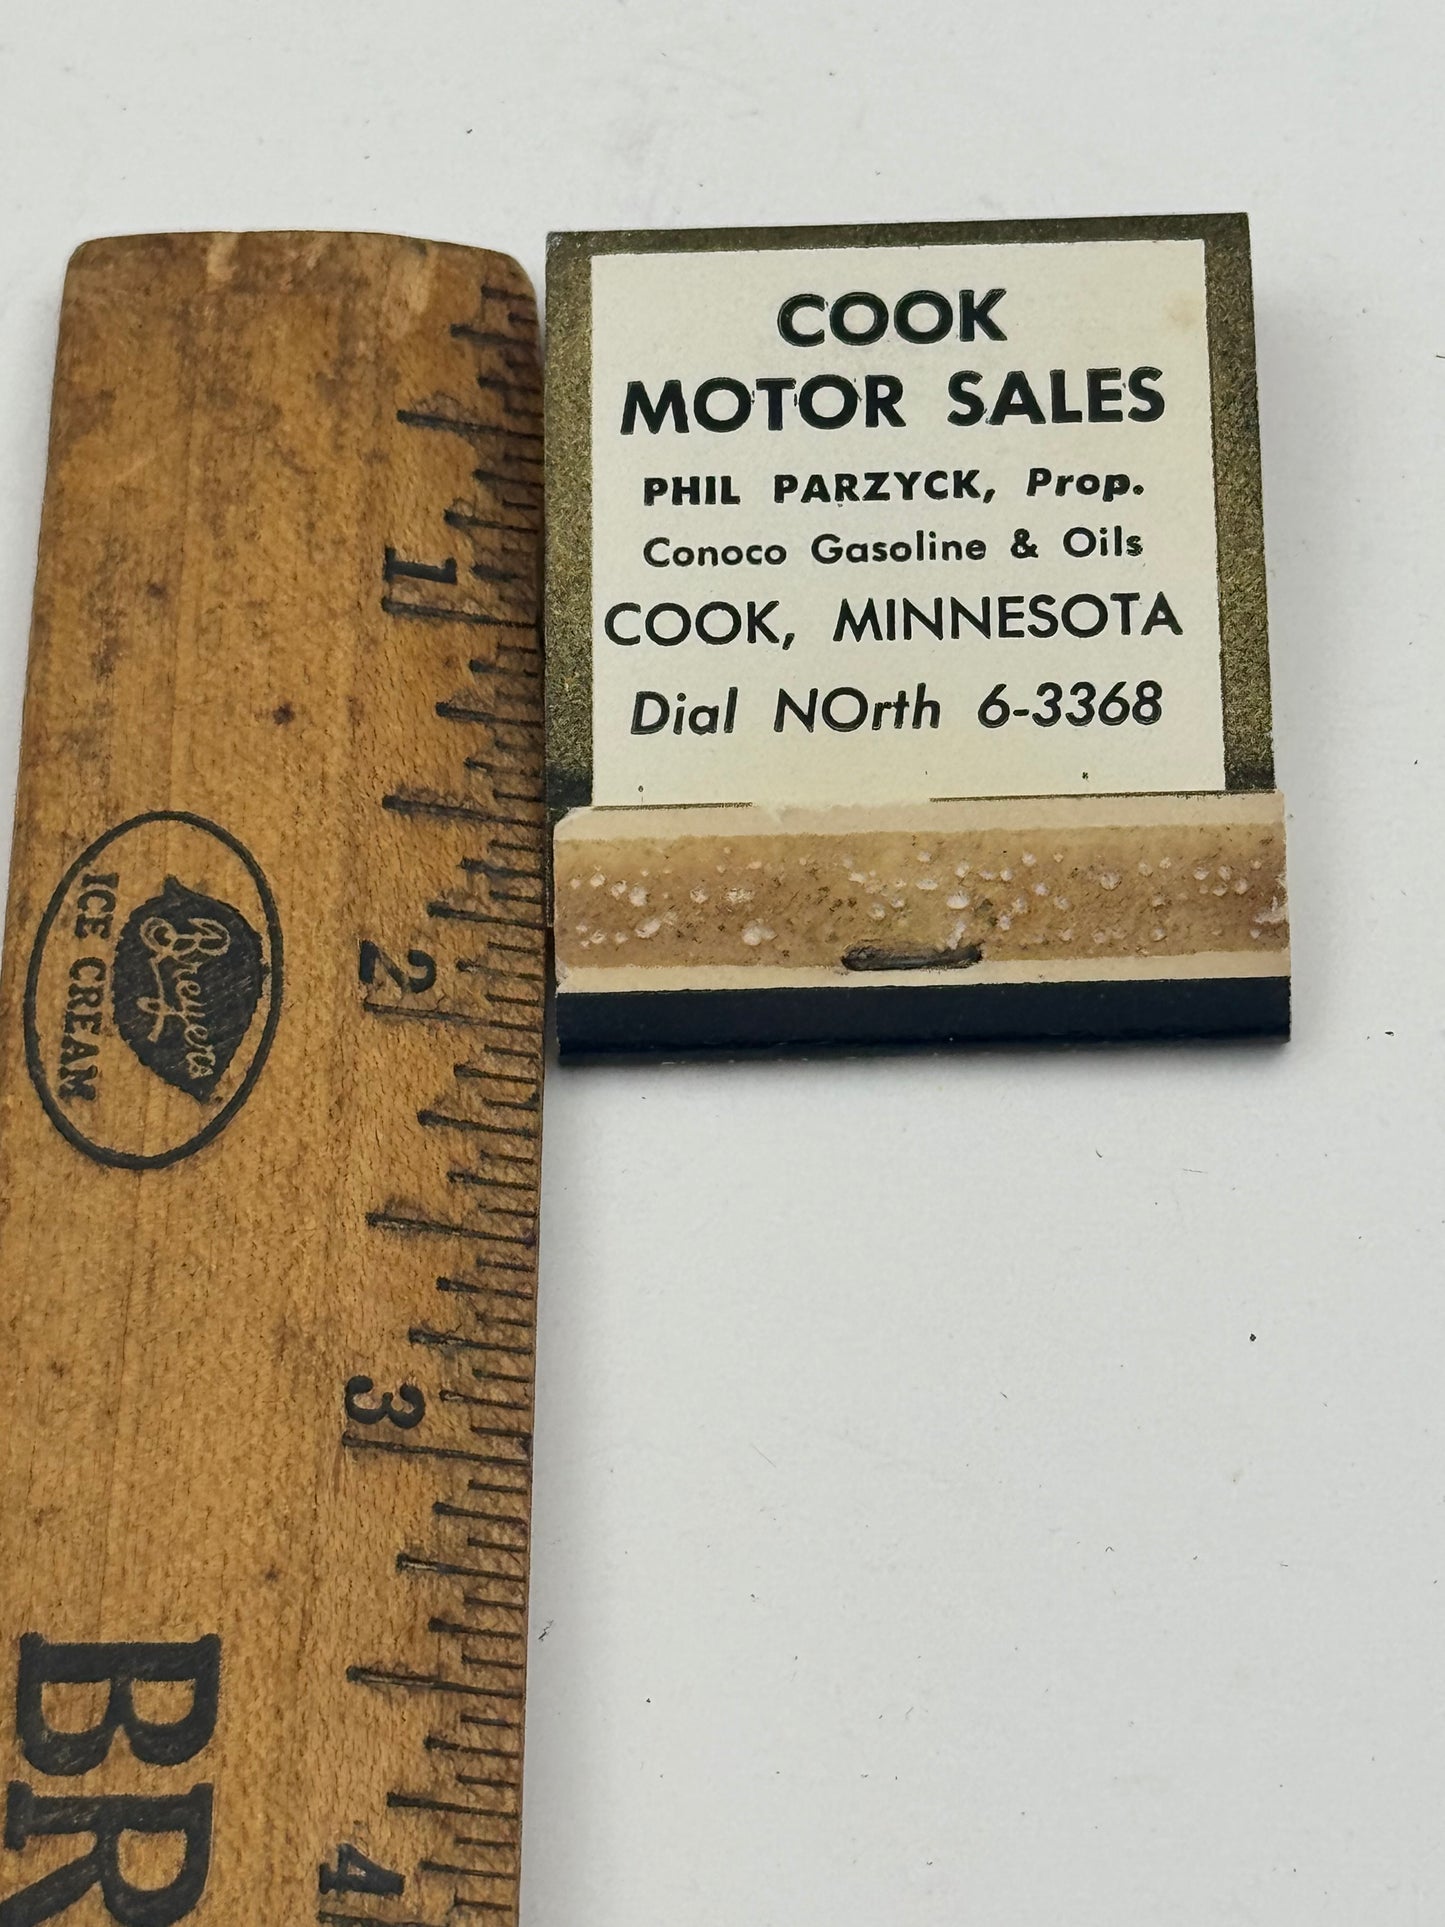 COOK
MOTOR SALES
PHIL PARZYCK, Prop.
Conoco Gasoline & Oils
COOK, MINNESOTA
Dial NOrth 6-3368
1
2
3
4
Breyers
ICE CREAM
BR